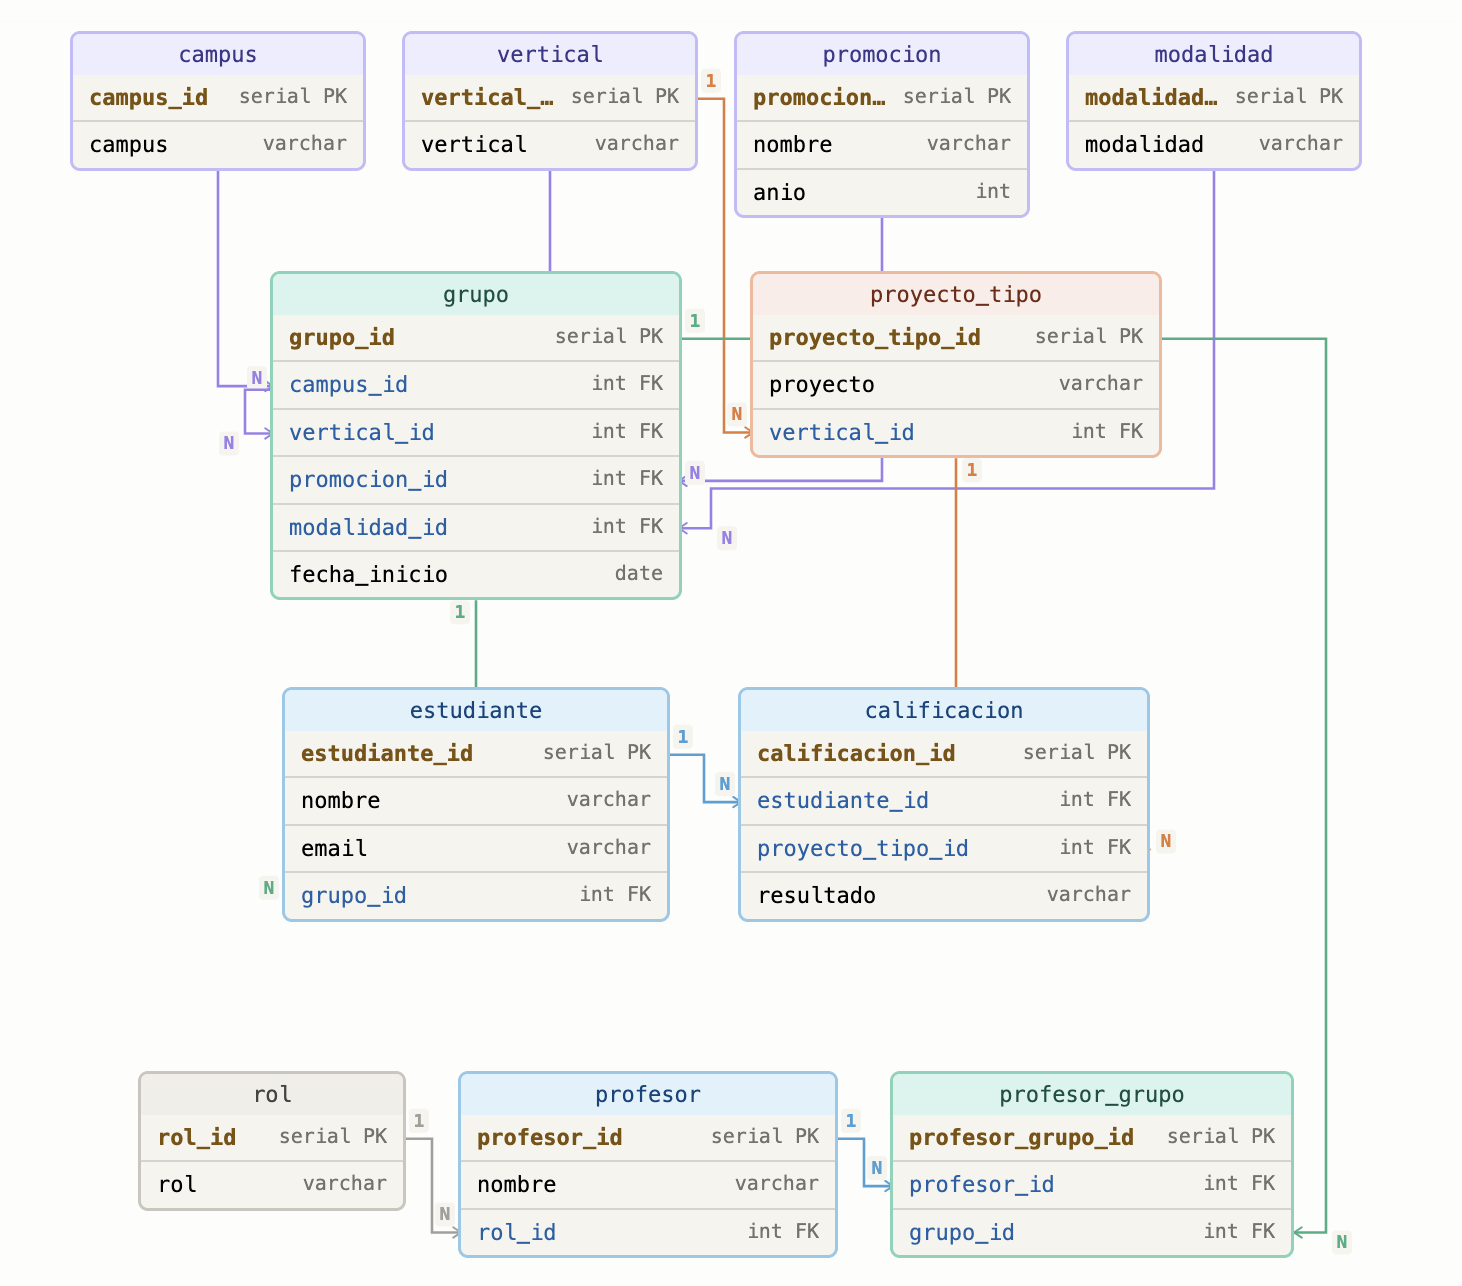 campus
campus_id serial PK
campus varchar
vertical
vertical_… serial PK
vertical varchar
promocion
promocion… serial PK
nombre varchar
anio int
modalidad
modalidad… serial PK
modalidad varchar
1
grupo
grupo_id serial PK
campus_id int FK
vertical_id int FK
promocion_id int FK
modalidad_id int FK
fecha_inicio date
1
N
N
N
N
1
proyecto_tipo
proyecto_tipo_id serial PK
proyecto varchar
vertical_id int FK
N
1
estudiante
estudiante_id serial PK
nombre varchar
email varchar
grupo_id int FK
N
1
N
calificacion
calificacion_id serial PK
estudiante_id int FK
proyecto_tipo_id int FK
resultado varchar
N
rol
rol_id serial PK
rol varchar
1
N
profesor
profesor_id serial PK
nombre varchar
rol_id int FK
1
N
profesor_grupo
profesor_grupo_id serial PK
profesor_id int FK
grupo_id int FK
N